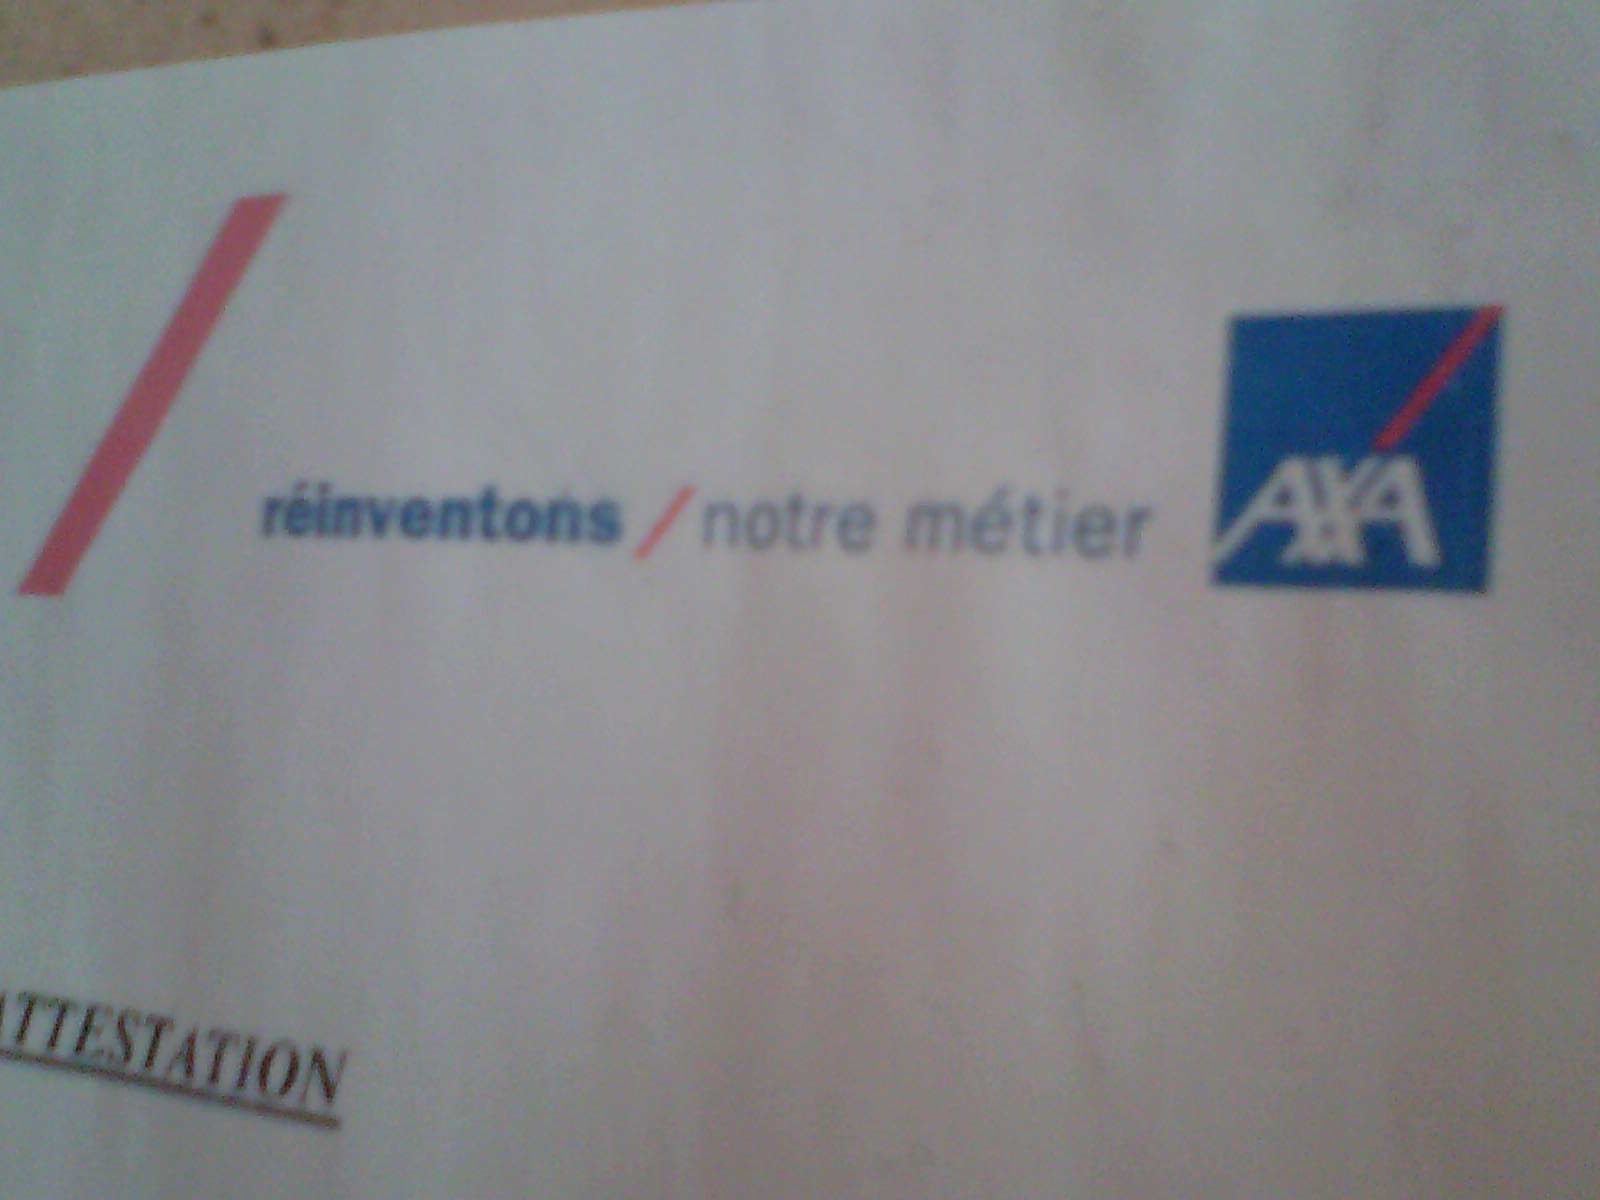 réinventons / notre métier
AXA
ATTESTATION